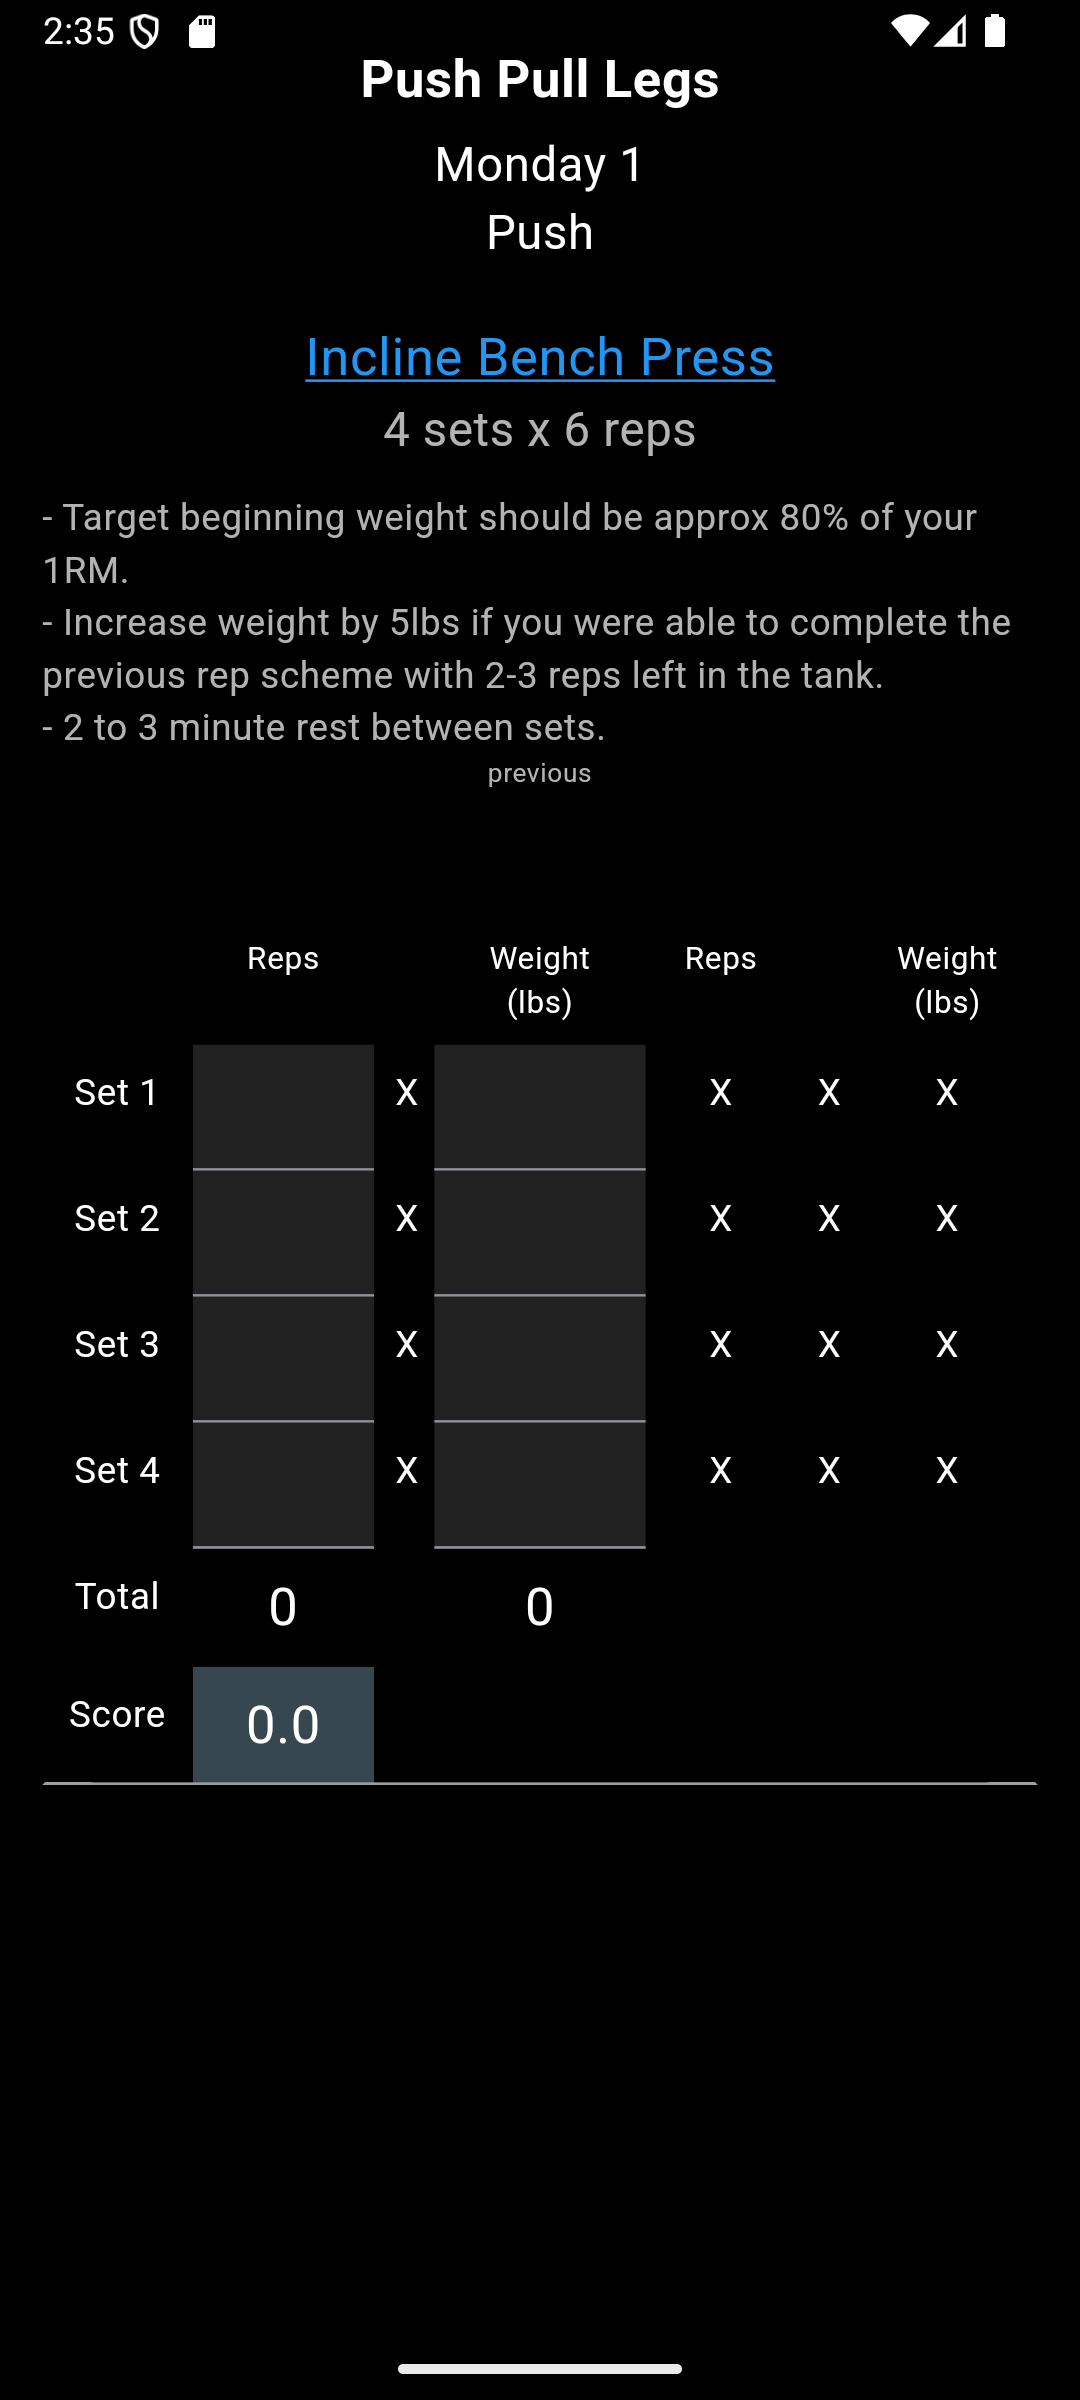 2:35
Push Pull Legs
Monday 1
Push
Incline Bench Press
4 sets x 6 reps
- Target beginning weight should be approx 80% of your
1RM.
- Increase weight by 5lbs if you were able to complete the
previous rep scheme with 2-3 reps left in the tank.
- 2 to 3 minute rest between sets.
previous
Reps Weight (lbs) Reps Weight (lbs)
Set 1 X X X X
Set 2 X X X X
Set 3 X X X X
Set 4 X X X X
Total 0 0
Score 0.0